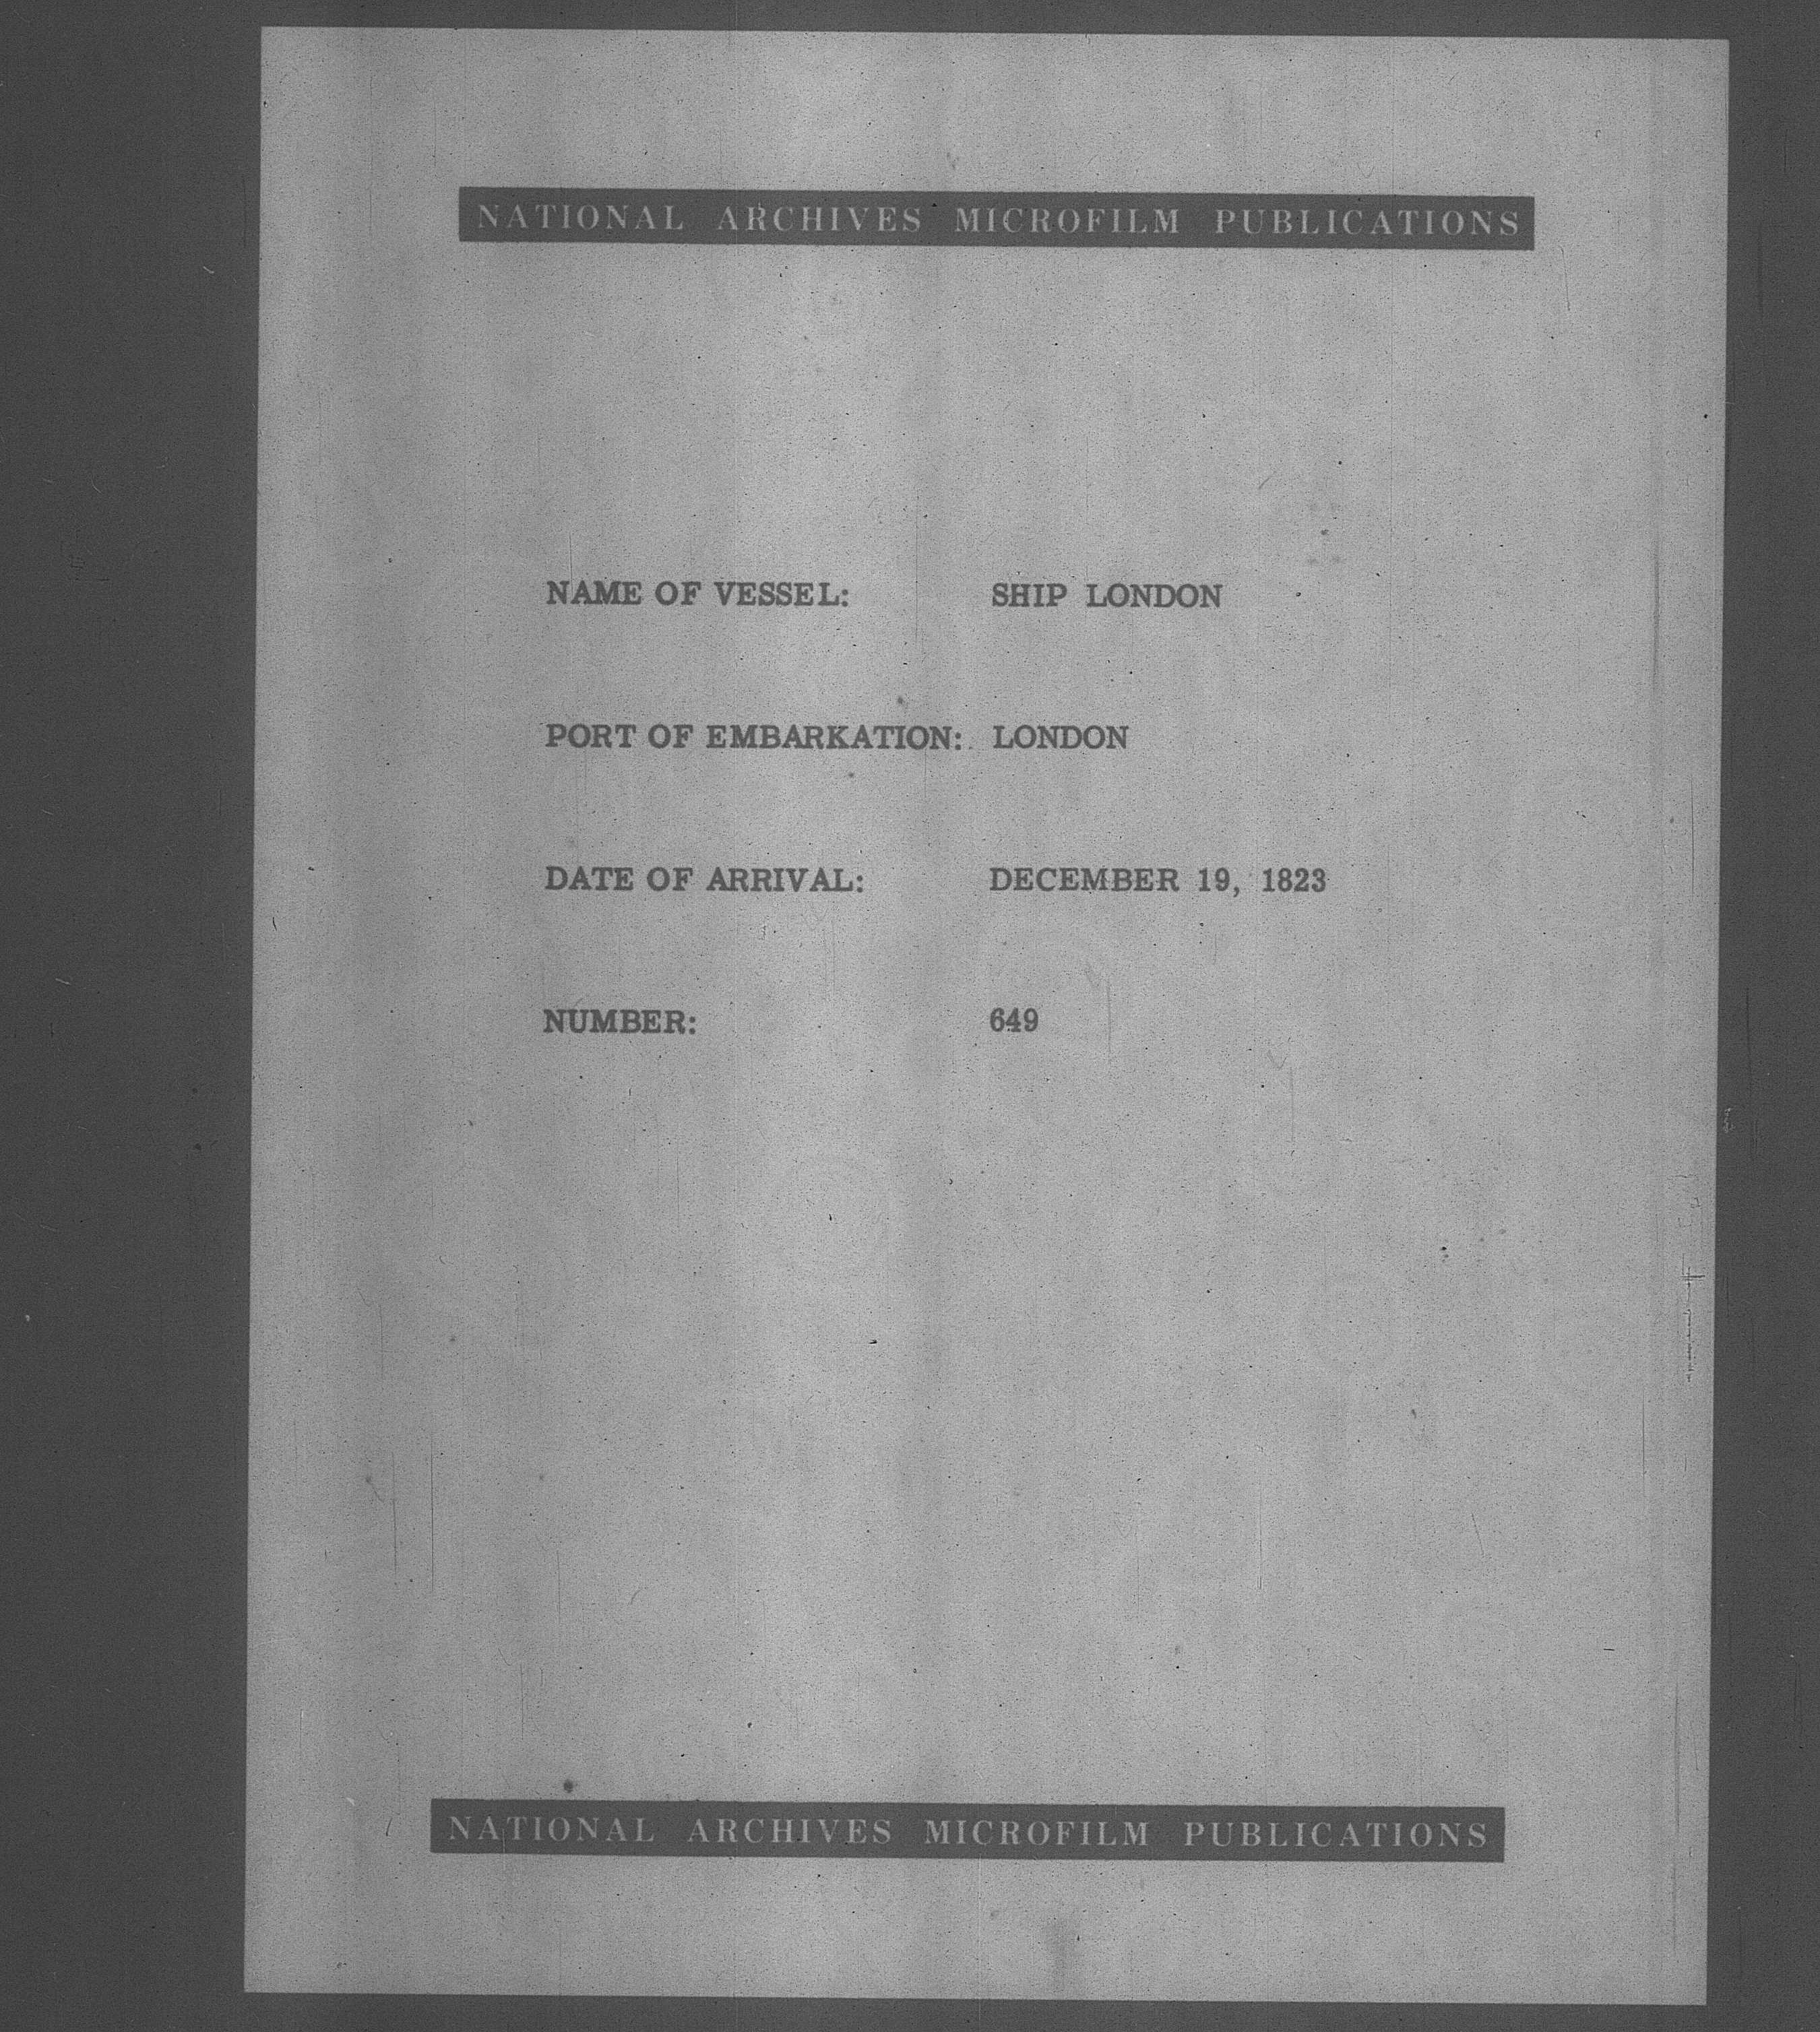 NATIONAL ARCHIVES MICROFILM PUBLICATIONS
NAME OF VESSEL: SHIP LONDON
PORT OF EMBARKATION: LONDON
DATE OF ARRIVAL: DECEMBER 19, 1823
NUMBER: 649
NATIONAL ARCHIVES MICROFILM PUBLICATIONS